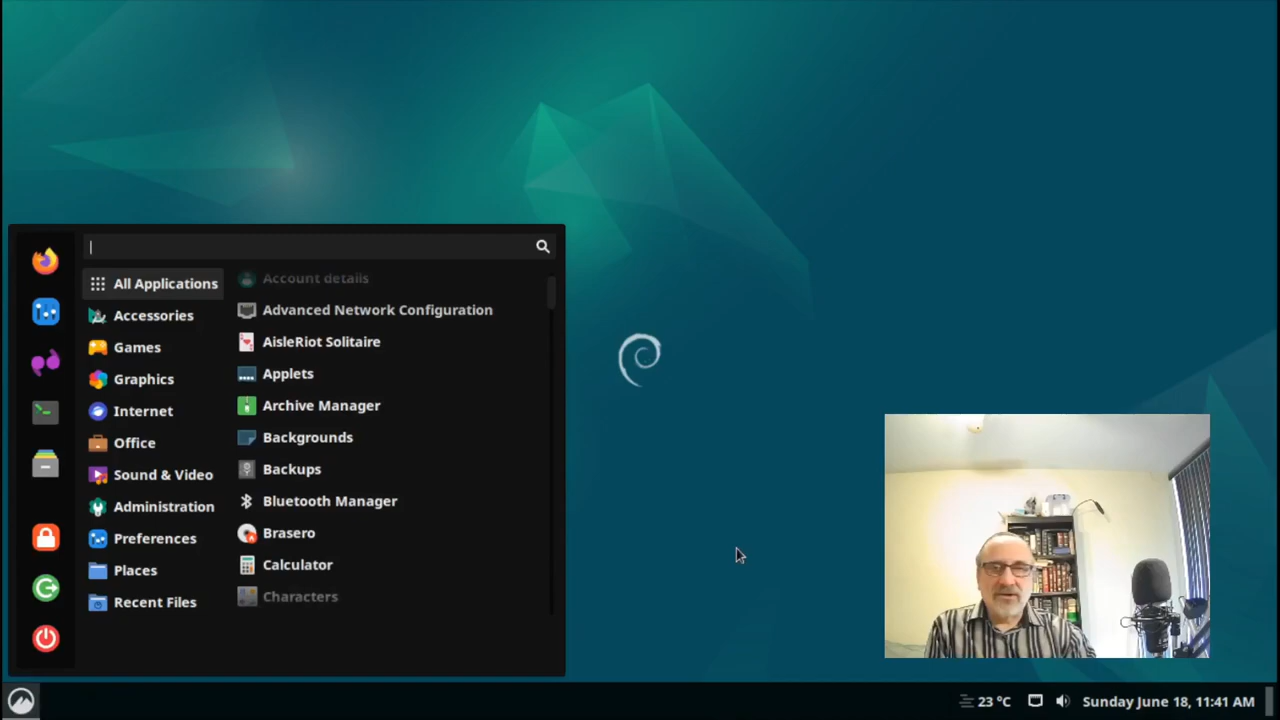 All Applications
Accessories
Games
Graphics
Internet
Office
Sound & Video
Administration
Preferences
Places
Recent Files
Account details
Advanced Network Configuration
AisleRiot Solitaire
Applets
Archive Manager
Backgrounds
Backups
Bluetooth Manager
Brasero
Calculator
Characters
23 °C
Sunday June 18, 11:41 AM